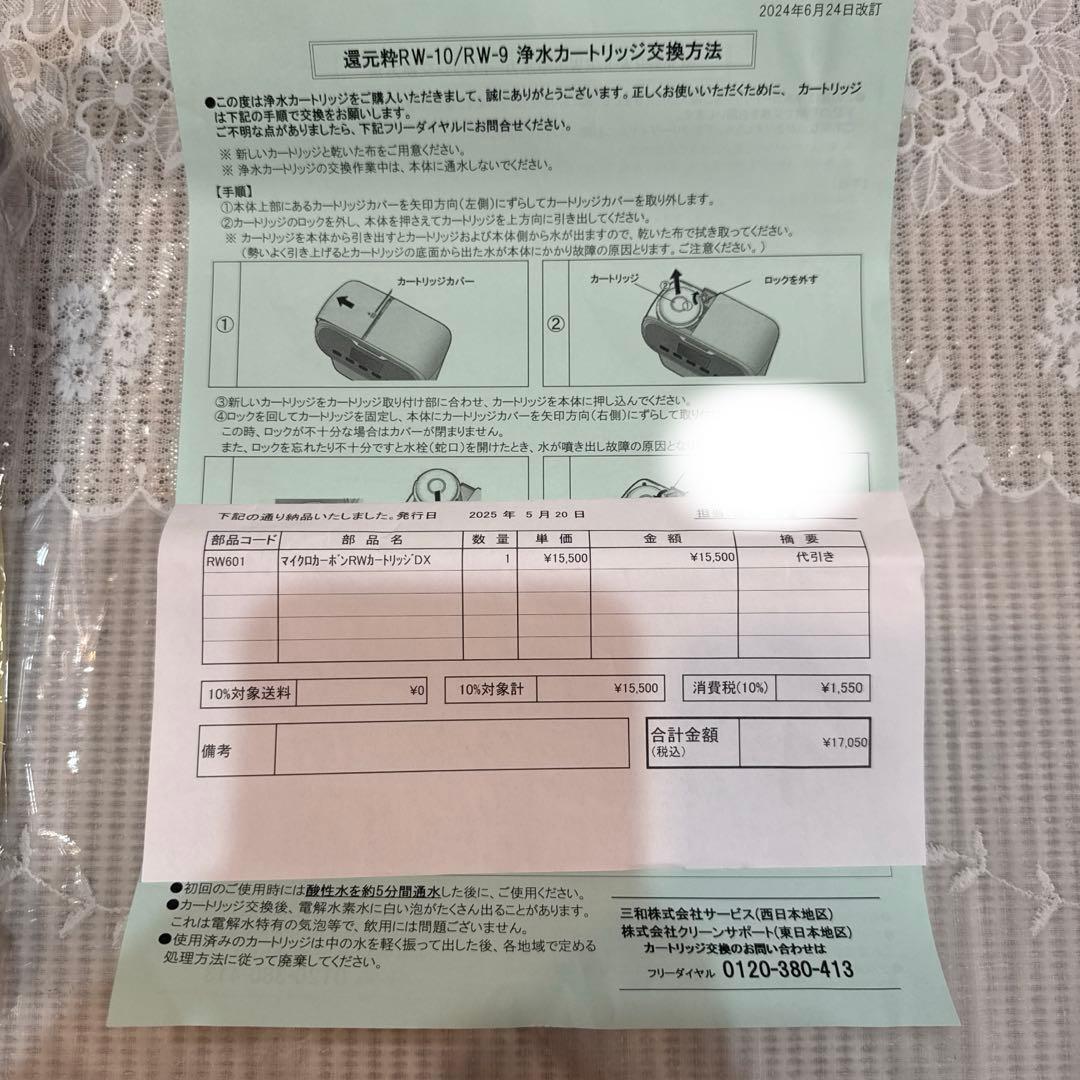 2024年6月24日改訂
還元粋RW-10/RW-9 浄水カートリッジ交換方法
●この度は浄水カートリッジをご購入いただきまして、誠にありがとうございます。正しくお使いいただくために、 カートリッジ
は下記の手順で交換をお願いします。
ご不明な点がありましたら、下記フリーダイヤルにお問合せください。
※ 新しいカートリッジと乾いた布をご用意ください。
※ 浄水カートリッジの交換作業中は、本体に通水しないでください。
【手順】
①本体上部にあるカートリッジカバーを矢印方向(左側)にずらしてカートリッジカバーを取り外します。
②カートリッジのロックを外し、本体を押さえてカートリッジを上方向に引き出してください。
※ カートリッジを本体から引き出すとカートリッジおよび本体側から水が出ますので、乾いた布で拭き取ってください。
(勢いよく引き上げるとカートリッジの底面から出た水が本体にかかり故障の原因とります。ご注意ください。)
① カートリッジカバー
② カートリッジ ロックを外す
② ①
③新しいカートリッジをカートリッジ取り付け部に合わせ、カートリッジを本体に押し込んでください。
④ロックを回してカートリッジを固定し、本体にカートリッジカバーを矢印方向(右側)にずらして取り
この時、ロックが不十分な場合はカバーが閉まりません。
また、ロックを忘れたり不十分ですと水栓(蛇口)を開けたとき、水が噴き出し故障の原因とな
下記の通り納品いたしました。発行日 2025 年 5 月 20 日 担
部品コード 部 品 名 数 量 単 価 金 額 摘 要
RW601 マイクロカーボンRWカートリッジDX 1 ¥15,500 ¥15,500 代引き
10%対象送料 ¥0 10%対象計 ¥15,500 消費税(10%) ¥1,550
備考 合計金額 ¥17,050
(税込)
●初回のご使用時には酸性水を約5分間通水した後に、ご使用ください。
●カートリッジ交換後、電解水素水に白い泡がたくさん出ることがあります。
これは電解水特有の気泡等で、飲用には問題ございません。
●使用済みのカートリッジは中の水を軽く振って出した後、各地域で定める
処理方法に従って廃棄してください。
三和株式会社サービス(西日本地区)
株式会社クリーンサポート(東日本地区)
カートリッジ交換のお問い合わせは
フリーダイヤル 0120-380-413